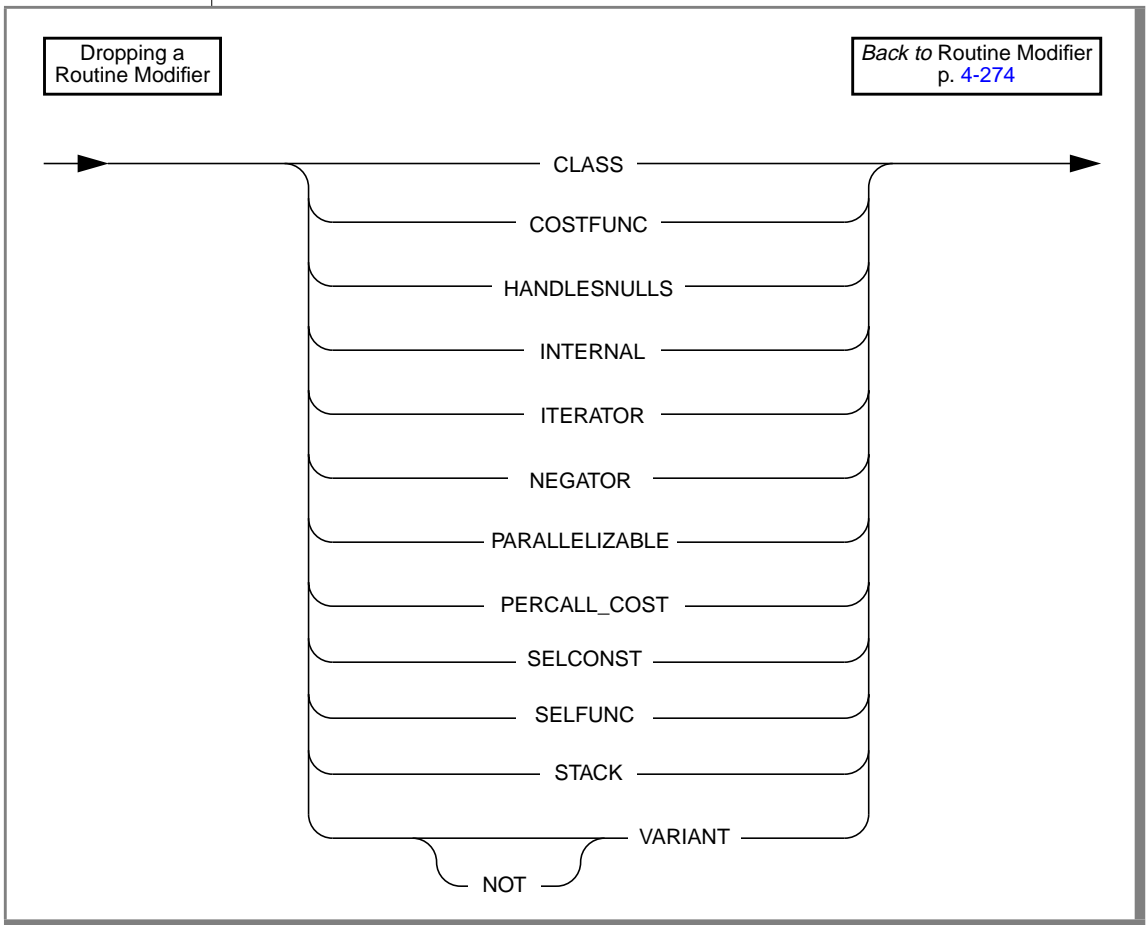 Dropping a
Routine Modifier
Back to Routine Modifier
p. 4-274
CLASS
COSTFUNC
HANDLESNULLS
INTERNAL
ITERATOR
NEGATOR
PARALLELIZABLE
PERCALL_COST
SELCONST
SELFUNC
STACK
VARIANT
NOT